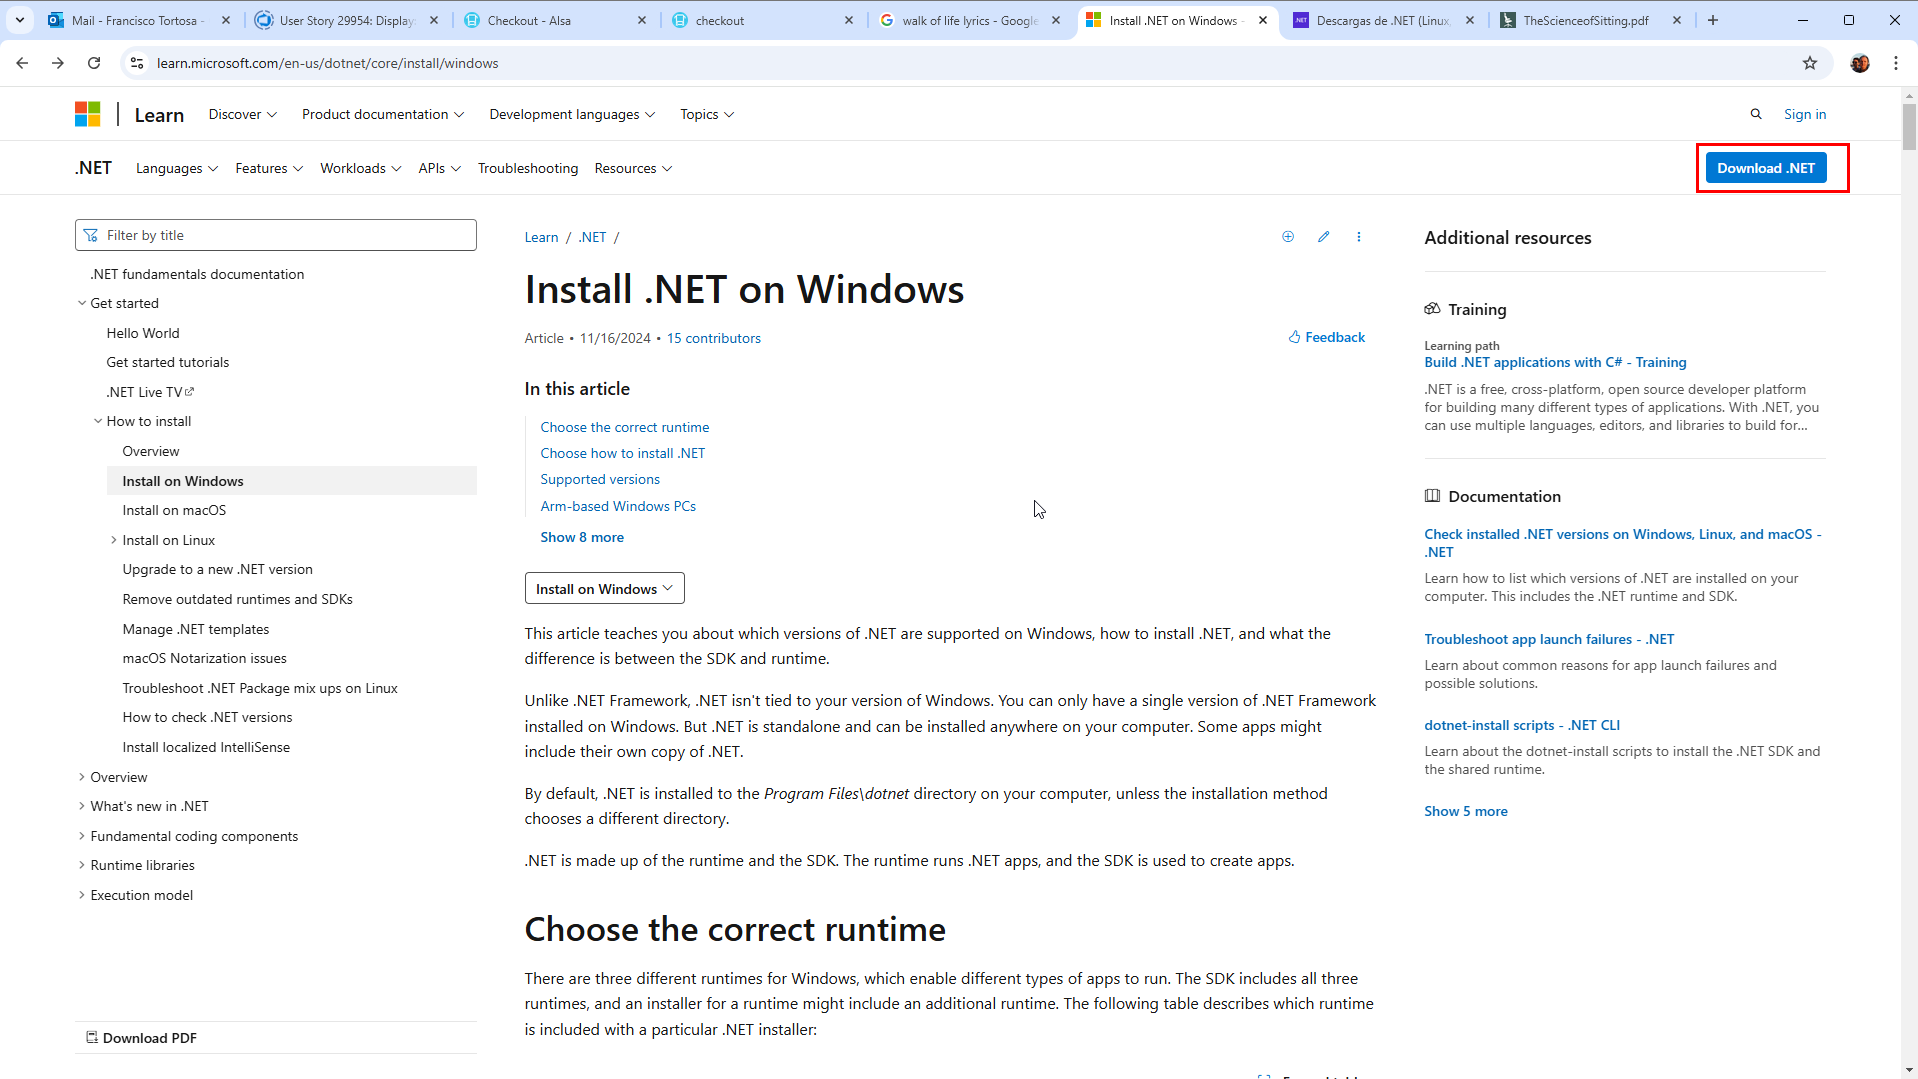 Mail - Francisco Tortosa -
User Story 29954: Display
Checkout - Alsa
checkout
walk of life lyrics - Google
Install .NET on Windows -
Descargas de .NET (Linux,
TheScienceofSitting.pdf
learn.microsoft.com/en-us/dotnet/core/install/windows
Learn
Discover
Product documentation
Development languages
Topics
Sign in
.NET
Languages
Features
Workloads
APIs
Troubleshooting
Resources
Download .NET
Filter by title
.NET fundamentals documentation
Get started
Hello World
Get started tutorials
.NET Live TV
How to install
Overview
Install on Windows
Install on macOS
Install on Linux
Upgrade to a new .NET version
Remove outdated runtimes and SDKs
Manage .NET templates
macOS Notarization issues
Troubleshoot .NET Package mix ups on Linux
How to check .NET versions
Install localized IntelliSense
Overview
What's new in .NET
Fundamental coding components
Runtime libraries
Execution model
Download PDF
Learn / .NET /
Install .NET on Windows
Article • 11/16/2024 • 15 contributors
Feedback
In this article
Choose the correct runtime
Choose how to install .NET
Supported versions
Arm-based Windows PCs
Show 8 more
Install on Windows
This article teaches you about which versions of .NET are supported on Windows, how to install .NET, and what the
difference is between the SDK and runtime.
Unlike .NET Framework, .NET isn't tied to your version of Windows. You can only have a single version of .NET Framework
installed on Windows. But .NET is standalone and can be installed anywhere on your computer. Some apps might
include their own copy of .NET.
By default, .NET is installed to the Program Files\dotnet directory on your computer, unless the installation method
chooses a different directory.
.NET is made up of the runtime and the SDK. The runtime runs .NET apps, and the SDK is used to create apps.
Choose the correct runtime
There are three different runtimes for Windows, which enable different types of apps to run. The SDK includes all three
runtimes, and an installer for a runtime might include an additional runtime. The following table describes which runtime
is included with a particular .NET installer:
Additional resources
Training
Learning path
Build .NET applications with C# - Training
.NET is a free, cross-platform, open source developer platform
for building many different types of applications. With .NET, you
can use multiple languages, editors, and libraries to build for...
Documentation
Check installed .NET versions on Windows, Linux, and macOS -
.NET
Learn how to list which versions of .NET are installed on your
computer. This includes the .NET runtime and SDK.
Troubleshoot app launch failures - .NET
Learn about common reasons for app launch failures and
possible solutions.
dotnet-install scripts - .NET CLI
Learn about the dotnet-install scripts to install the .NET SDK and
the shared runtime.
Show 5 more